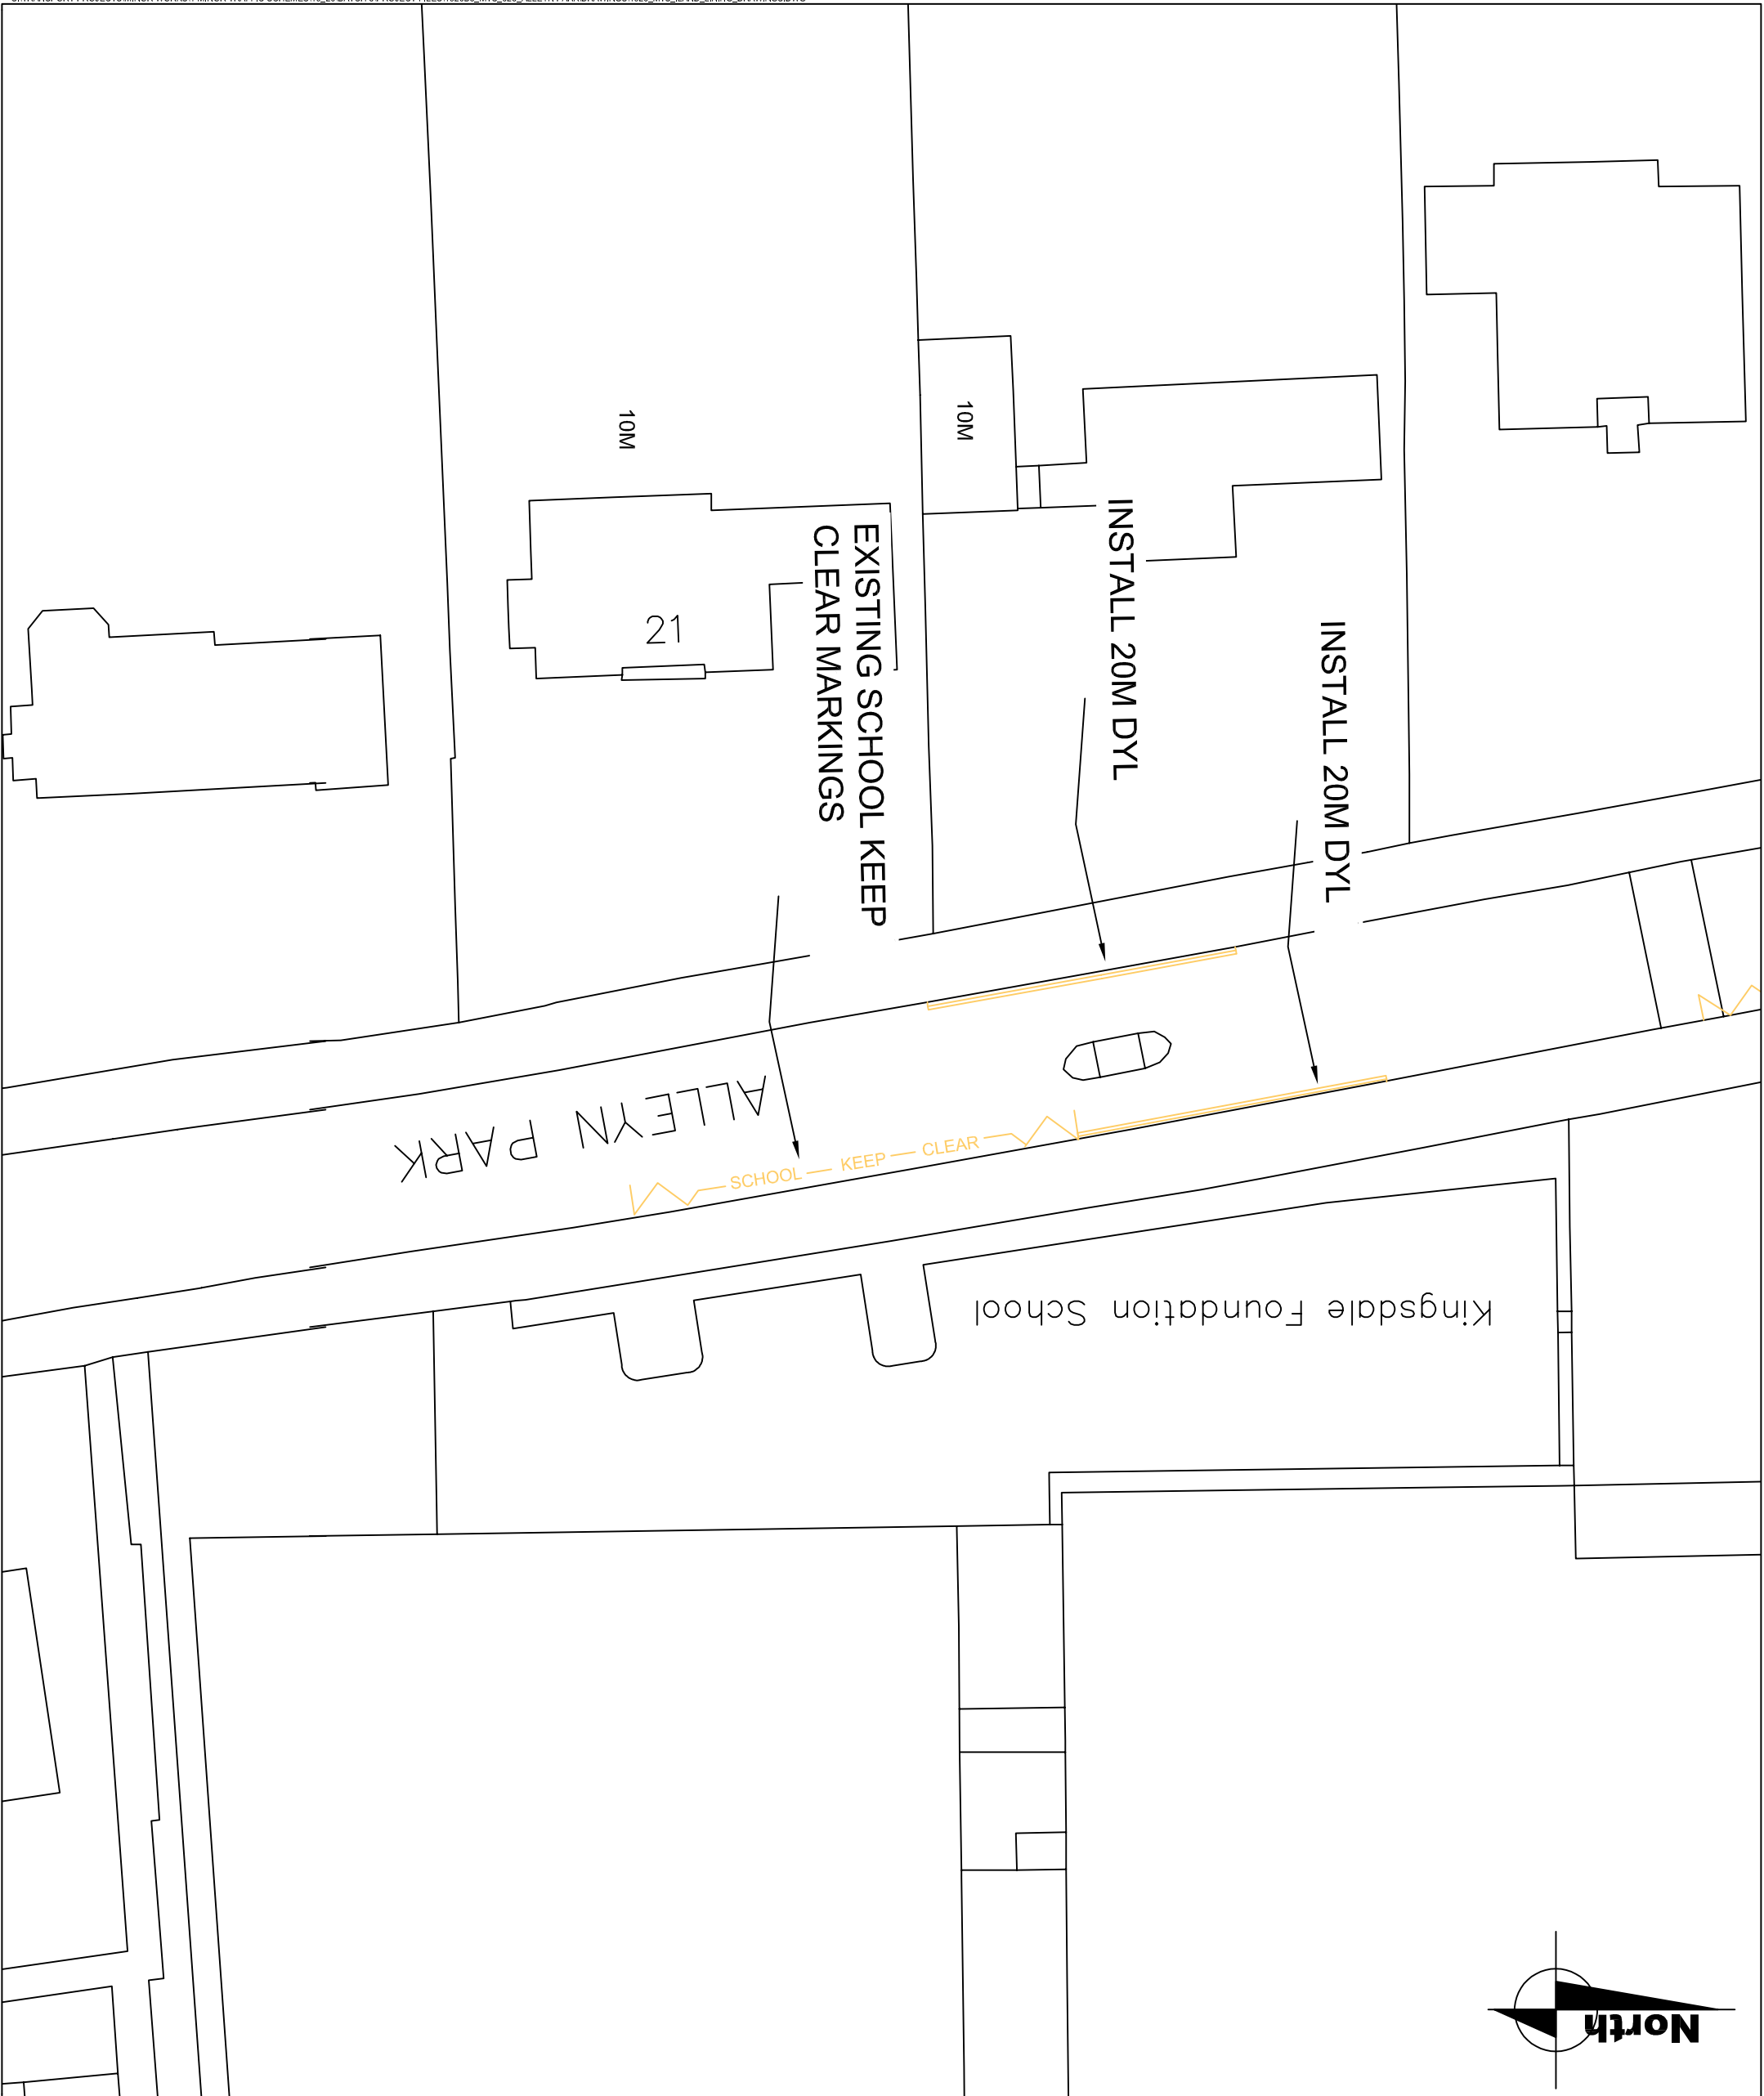 10M
10M
INSTALL 20M DYL
EXISTING SCHOOL KEEP
CLEAR MARKINGS
21
INSTALL 20M DYL
ALLEYN PARK
SCHOOL KEEP CLEAR
Kingsdale Foundation School
North